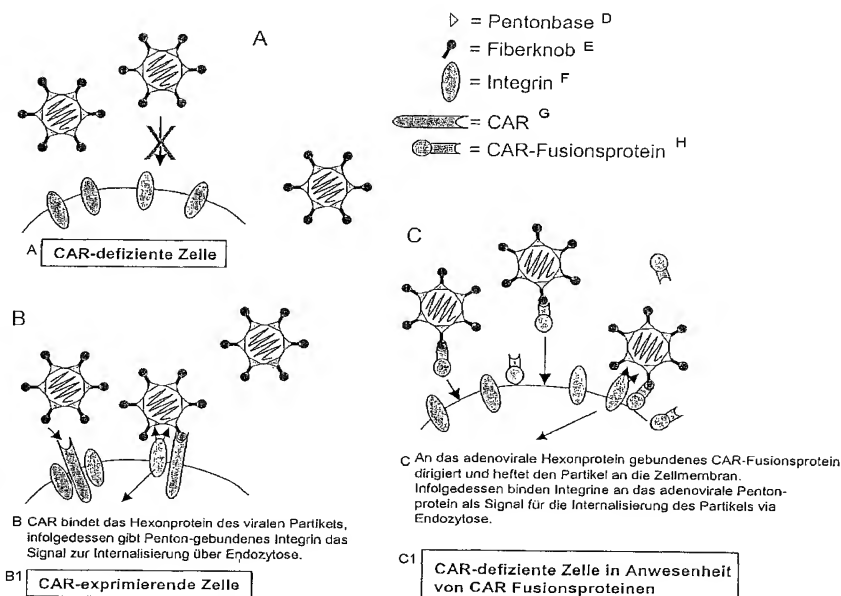 A
▷ = Pentonbase D
= Fiberknob E
= Integrin F
= CAR G
= CAR-Fusionsprotein H
A CAR-defiziente Zelle
B
B CAR bindet das Hexonprotein des viralen Partikels,
infolgedessen gibt Penton-gebundenes Integrin das
Signal zur Internalisierung über Endozytose.
B1 CAR-exprimierende Zelle
C
C An das adenovirale Hexonprotein gebundenes CAR-Fusionsprotein
dirigiert und heftet den Partikel an die Zellmembran.
Infolgedessen binden Integrine an das adenovirale Penton-
protein als Signal für die Internalisierung des Partikels via
Endozytose.
C1 CAR-defiziente Zelle in Anwesenheit
von CAR Fusionsproteinen